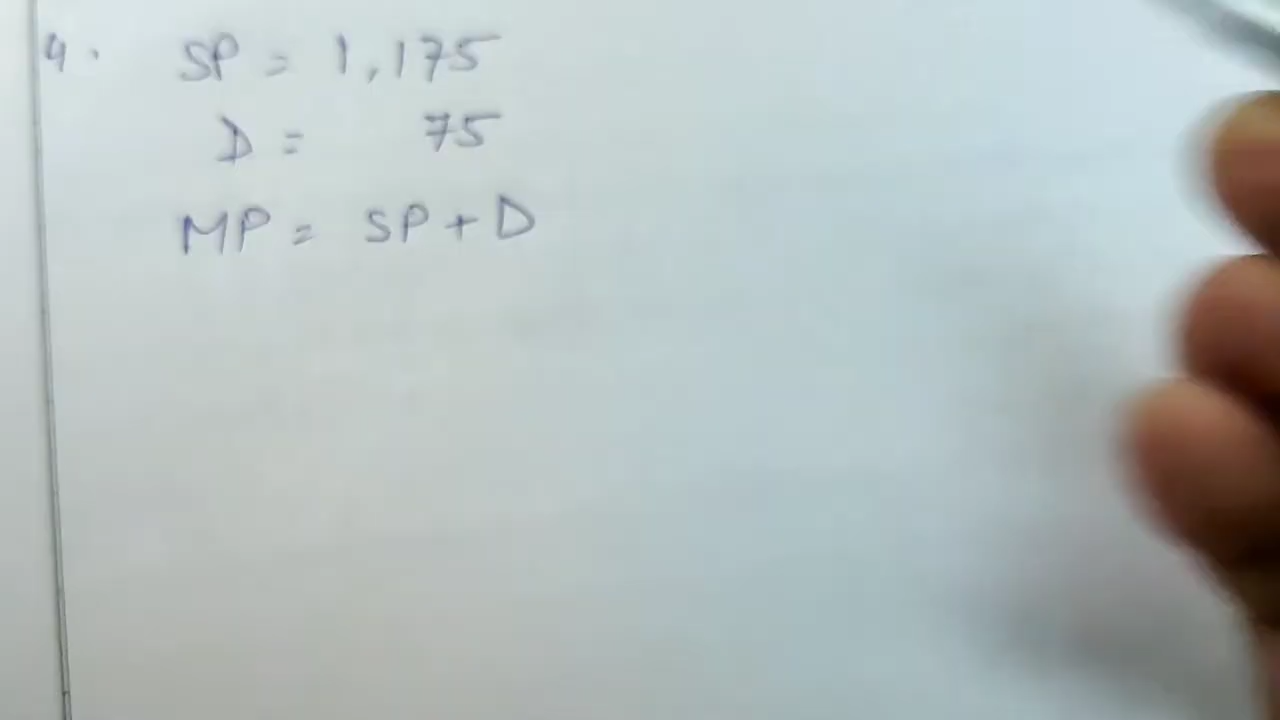 4. SP = 1,175
D = 75
MP = SP + D